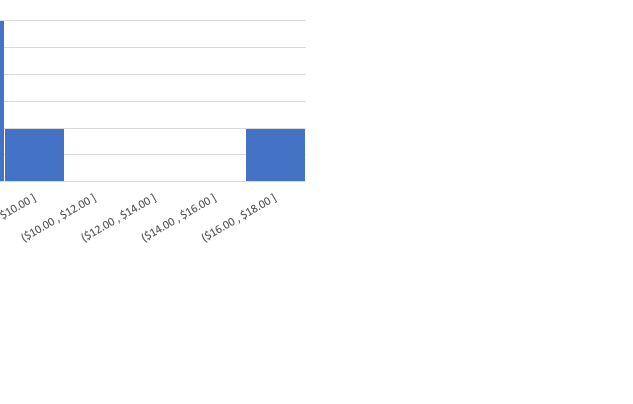 $10.00 ]
($10.00 , $12.00 ]
($12.00 , $14.00 ]
($14.00 , $16.00 ]
($16.00 , $18.00 ]